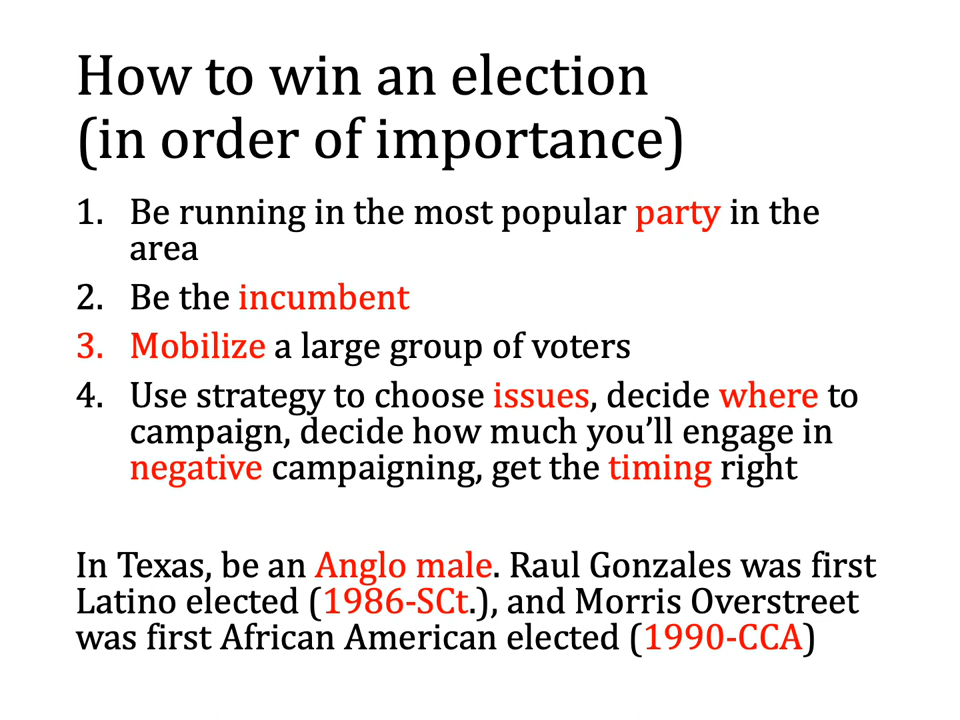 How to win an election
(in order of importance)
1. Be running in the most popular party in the
area
2. Be the incumbent
3. Mobilize a large group of voters
4. Use strategy to choose issues, decide where to
campaign, decide how much you’ll engage in
negative campaigning, get the timing right
In Texas, be an Anglo male. Raul Gonzales was first
Latino elected (1986-SCt.), and Morris Overstreet
was first African American elected (1990-CCA)